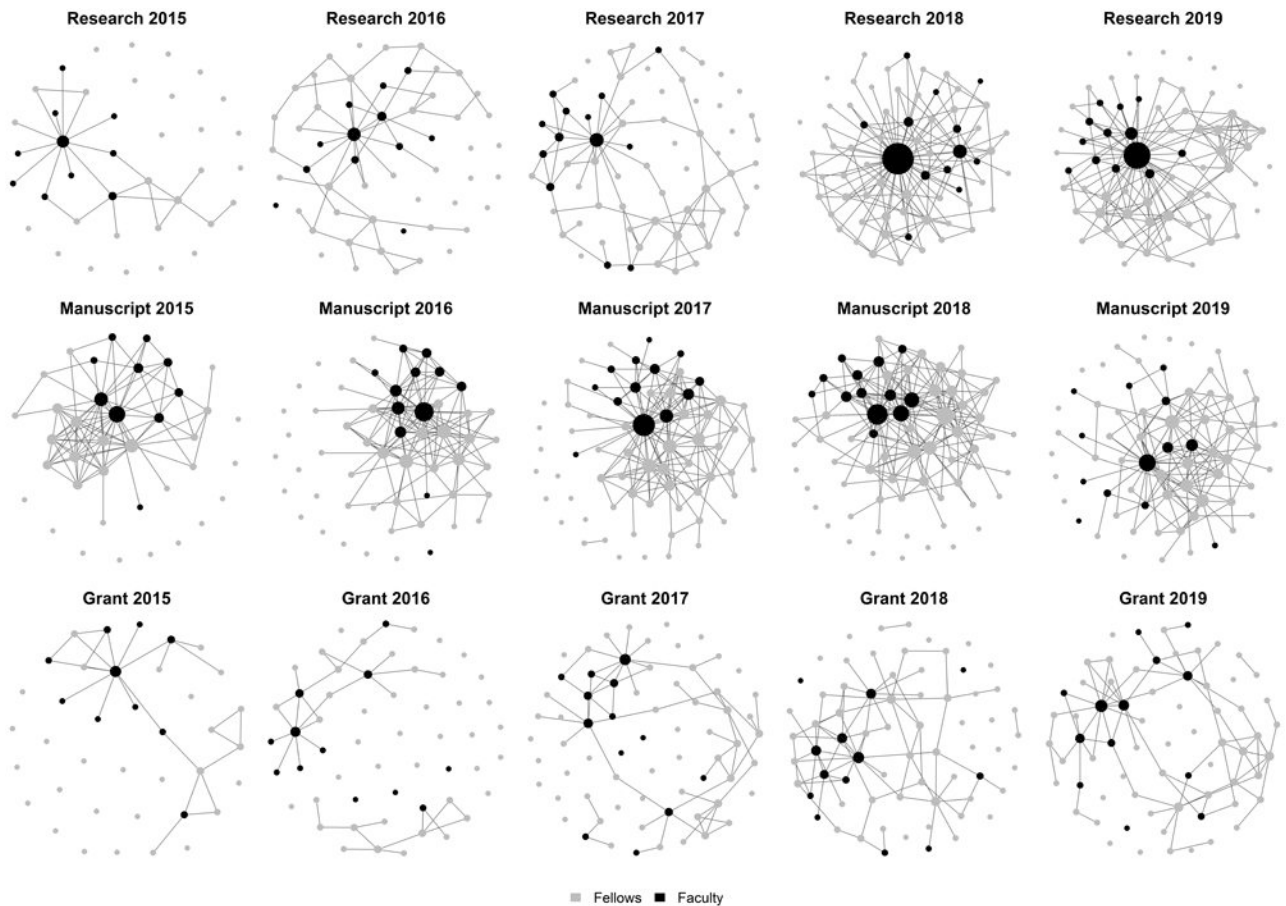 Research 2015
Research 2016
Research 2017
Research 2018
Research 2019
Manuscript 2015
Manuscript 2016
Manuscript 2017
Manuscript 2018
Manuscript 2019
Grant 2015
Grant 2016
Grant 2017
Grant 2018
Grant 2019
Fellows Faculty